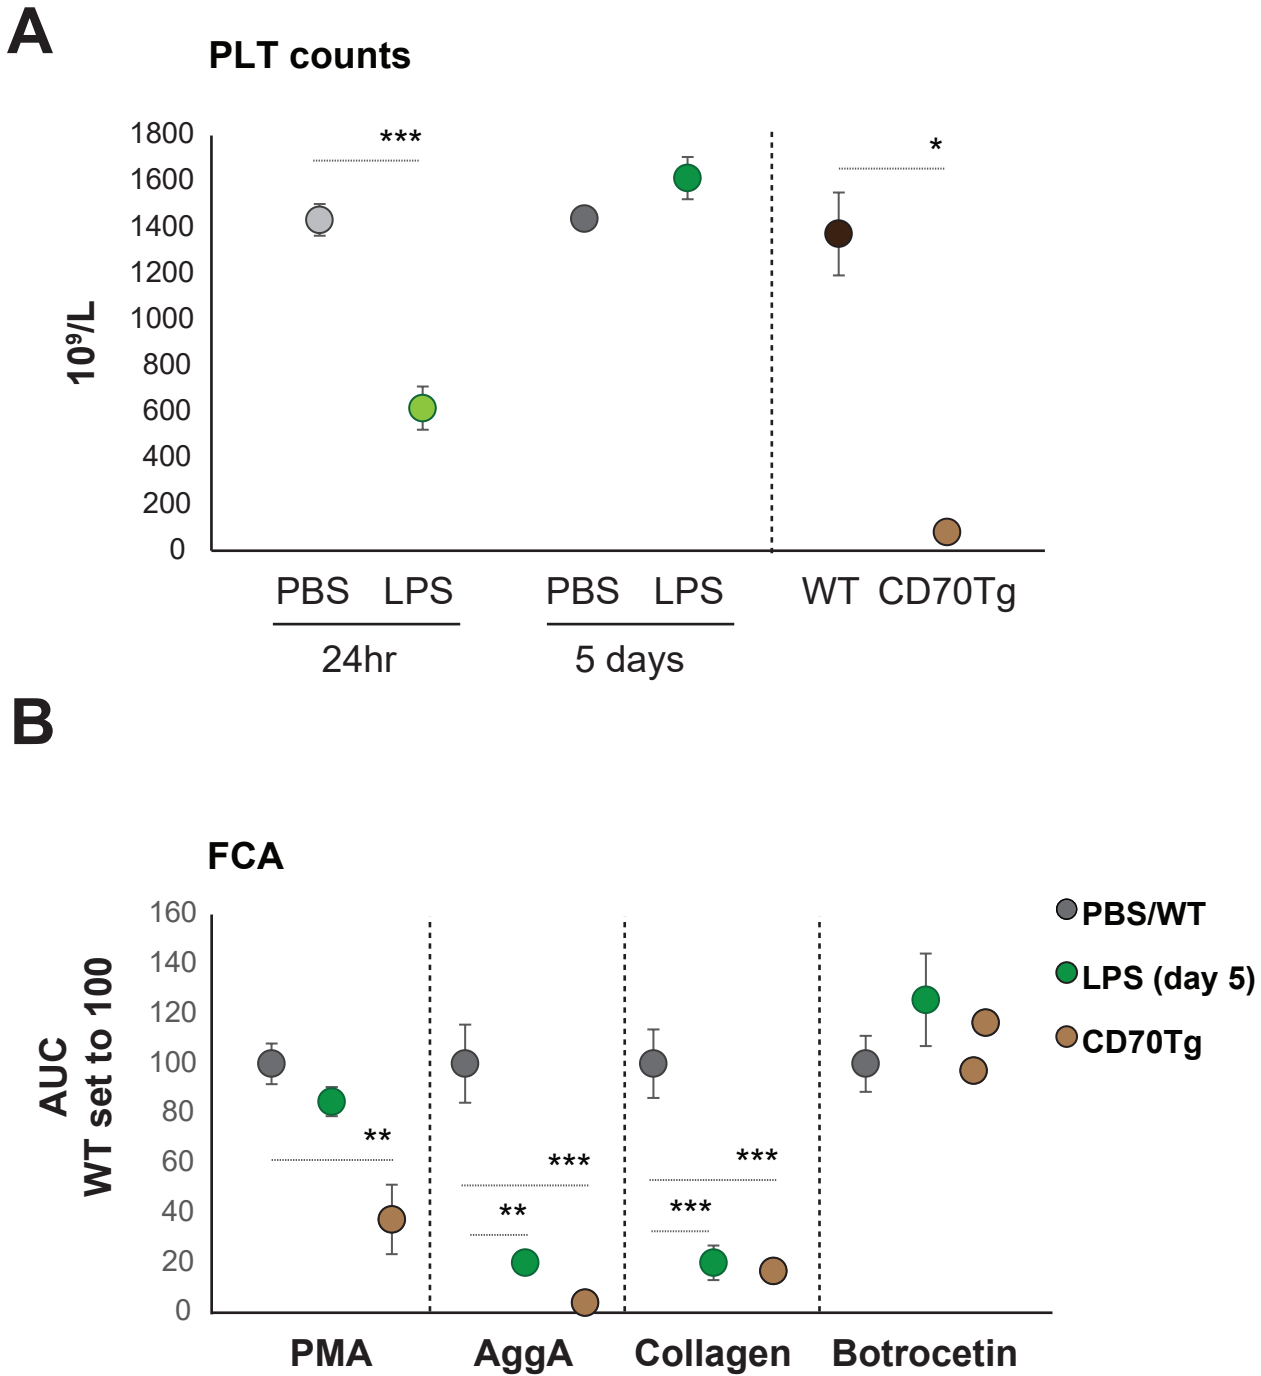 A
PLT counts
10⁹/L
1800
1600
1400
1200
1000
800
600
400
200
0
***
*
PBS LPS PBS LPS WT CD70Tg
24hr 5 days
B
FCA
AUC
WT set to 100
160
140
120
100
80
60
40
20
0
**
***
**
***
***
PMA AggA Collagen Botrocetin
PBS/WT
LPS (day 5)
CD70Tg